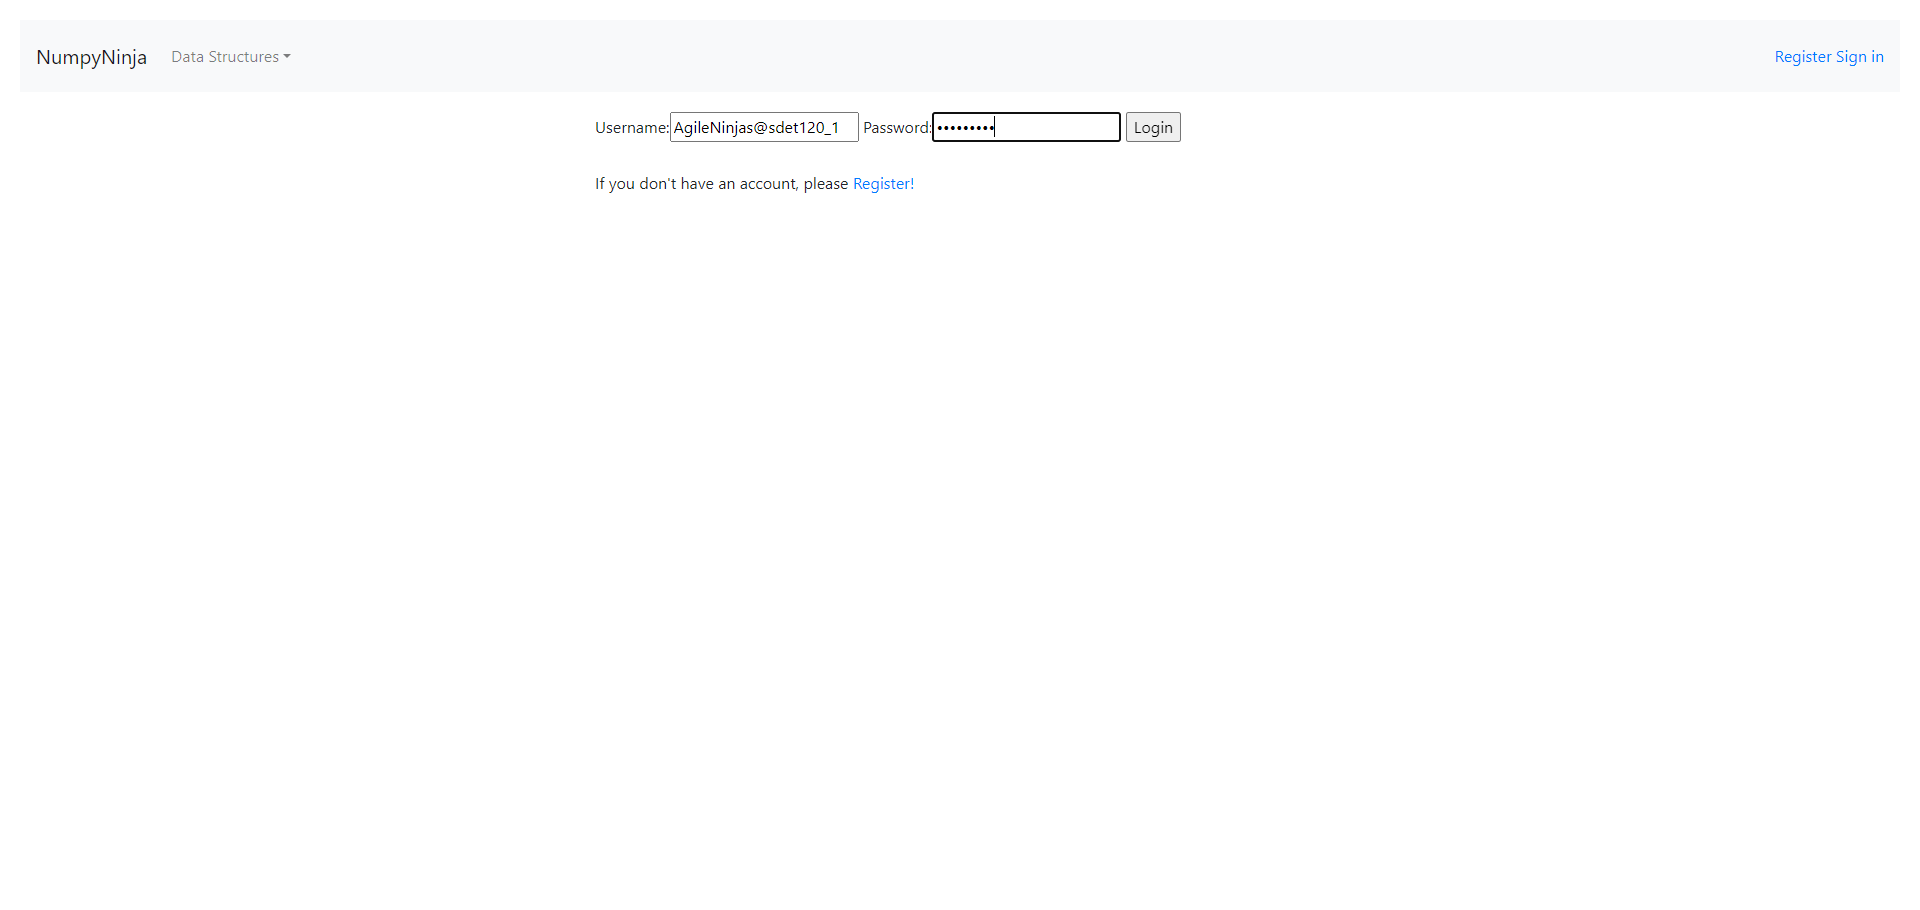 NumpyNinja Data Structures Register Sign in
Username: AgileNinjas@sdet120_1 Password: ••••••••• Login
If you don't have an account, please Register!